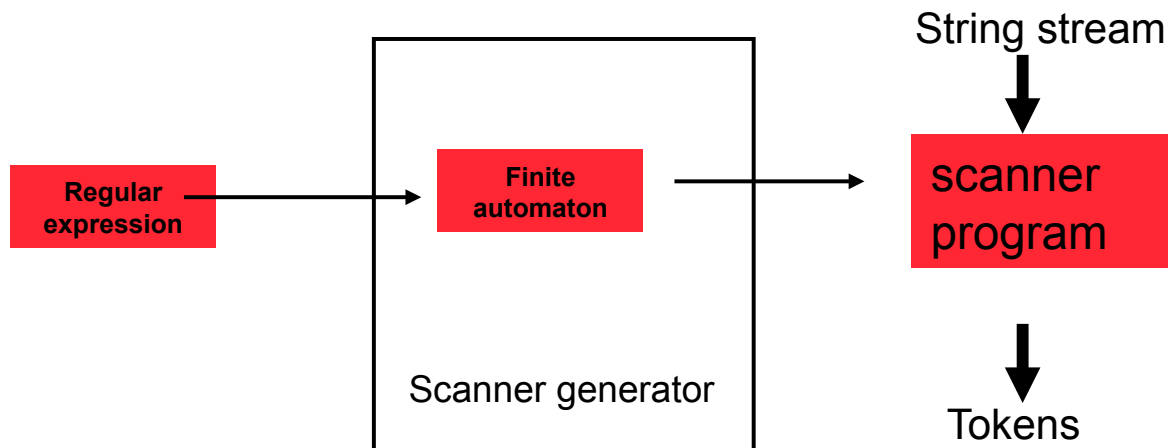 Regular
expression
Finite
automaton
Scanner generator
String stream
scanner
program
Tokens